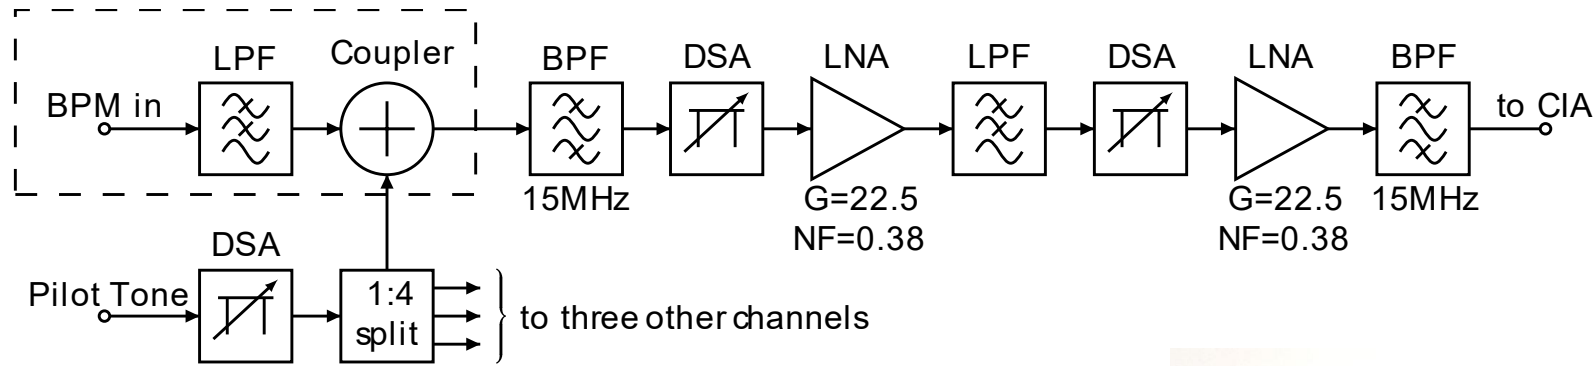 LPF
Coupler
BPF
DSA
LNA
LPF
DSA
LNA
BPF
BPM in
to CIA
15MHz
G=22.5
NF=0.38
G=22.5
NF=0.38
15MHz
DSA
Pilot Tone
1:4
split
to three other channels